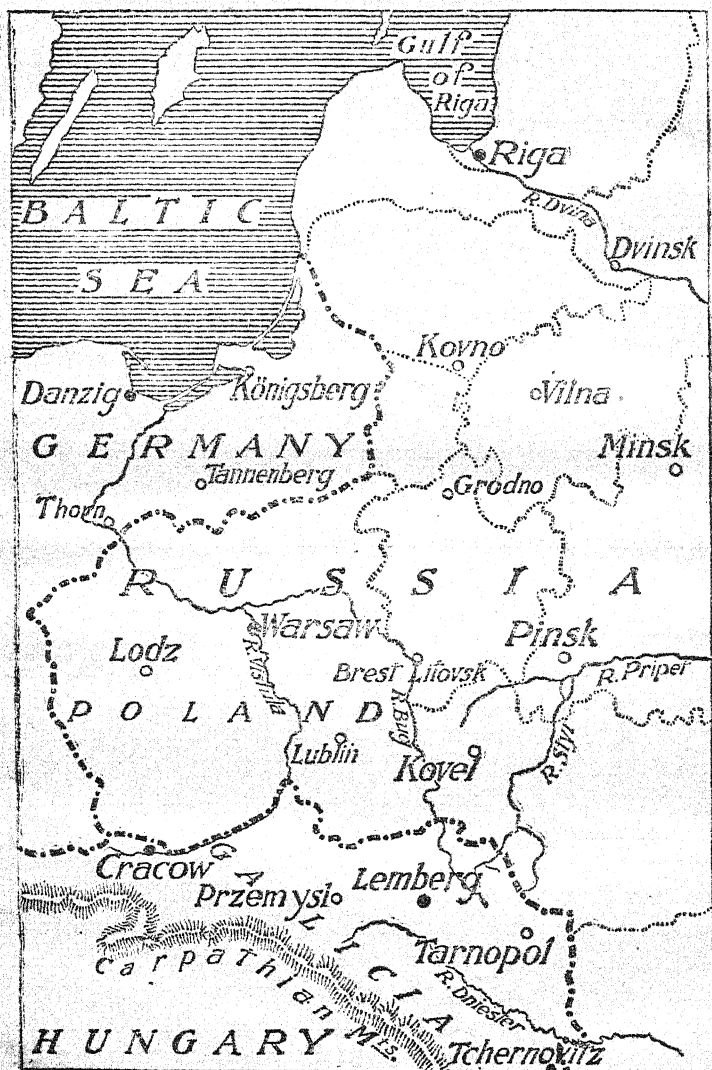 Gulf
of
Riga
Riga
BALTIC
R. Dvina
Dvinsk
SEA
Kovno
Danzig
Königsberg
Vilna
GERMANY
Minsk
Tannenberg
Grodno
Thorn
RUSSIA
Warsaw
Pinsk
Lodz
Brest Litovsk
R. Pripet
R. Vistula
POLAND
R. Bug
Lublin
Kovel
R. Styr
Cracow
GALICIA
Przemysl
Lemberg
Tarnopol
Carpathian Mts.
R. Dniester
HUNGARY
Tchernovitz